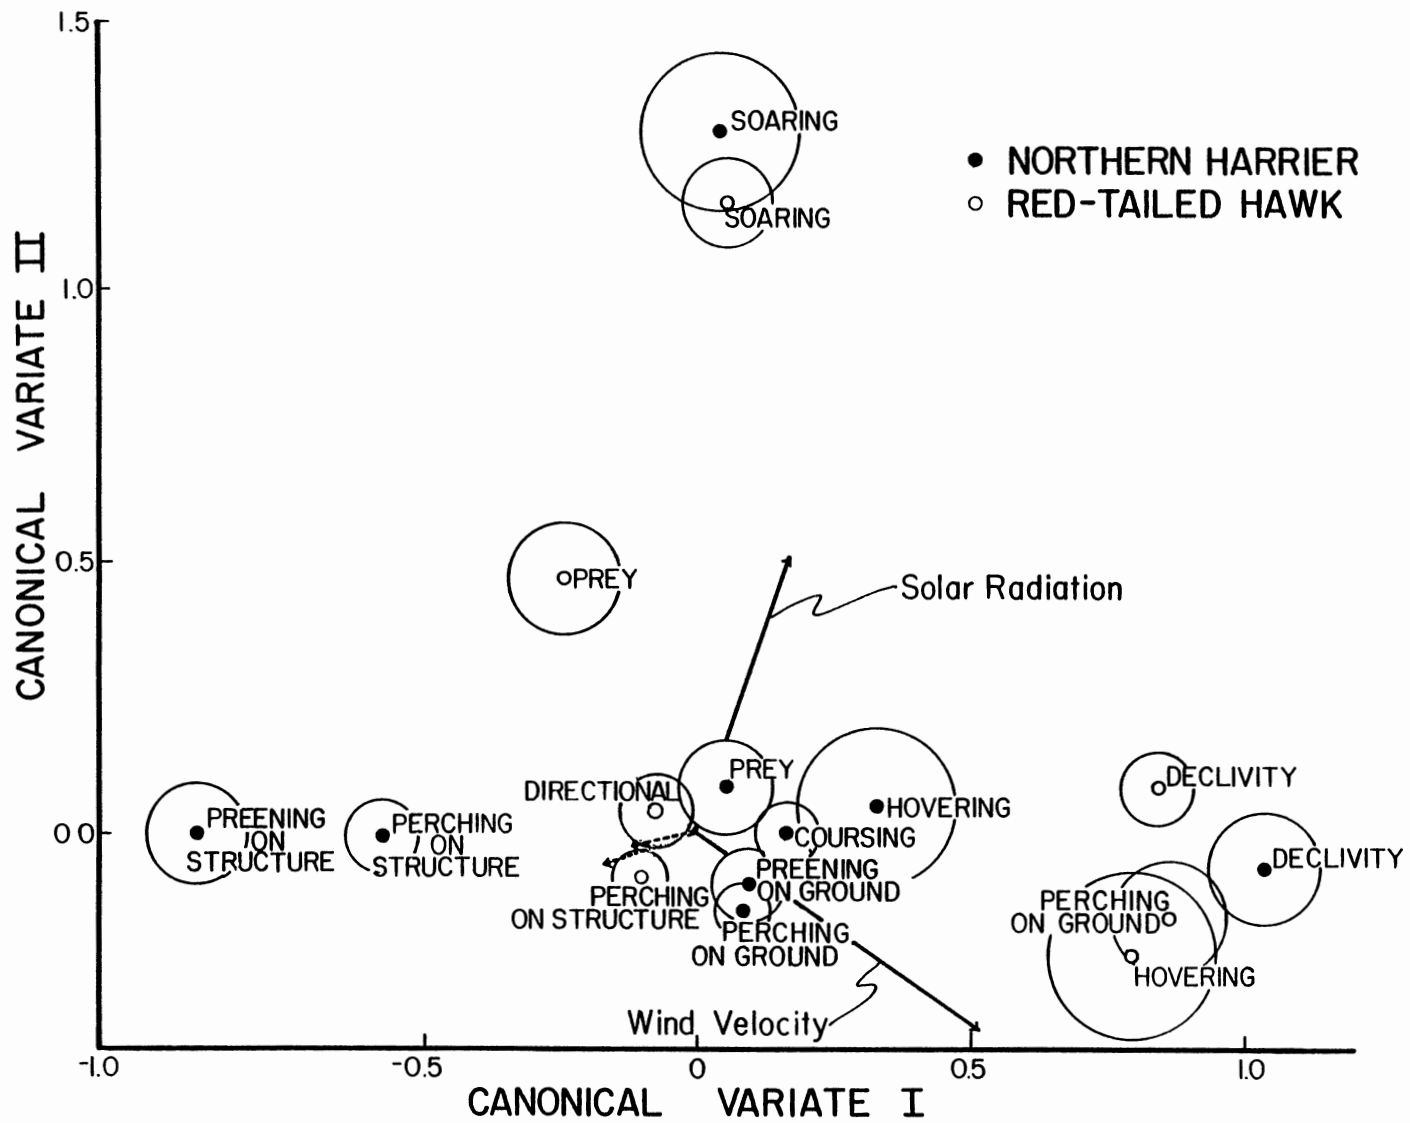 1.5
SOARING
SOARING
● NORTHERN HARRIER
○ RED-TAILED HAWK
CANONICAL VARIATE II
1.0
0.5
PREY
Solar Radiation
PREY
DIRECTIONAL
HOVERING
DECLIVITY
0 0
PREENING
ON
STRUCTURE
PERCHING
ON
STRUCTURE
COURSING
DECLIVITY
PREENING
ON GROUND
PERCHING
ON STRUCTURE
PERCHING
ON GROUND
PERCHING
ON GROUND
HOVERING
Wind Velocity
-1.0
-0.5
0
0.5
1.0
CANONICAL VARIATE I